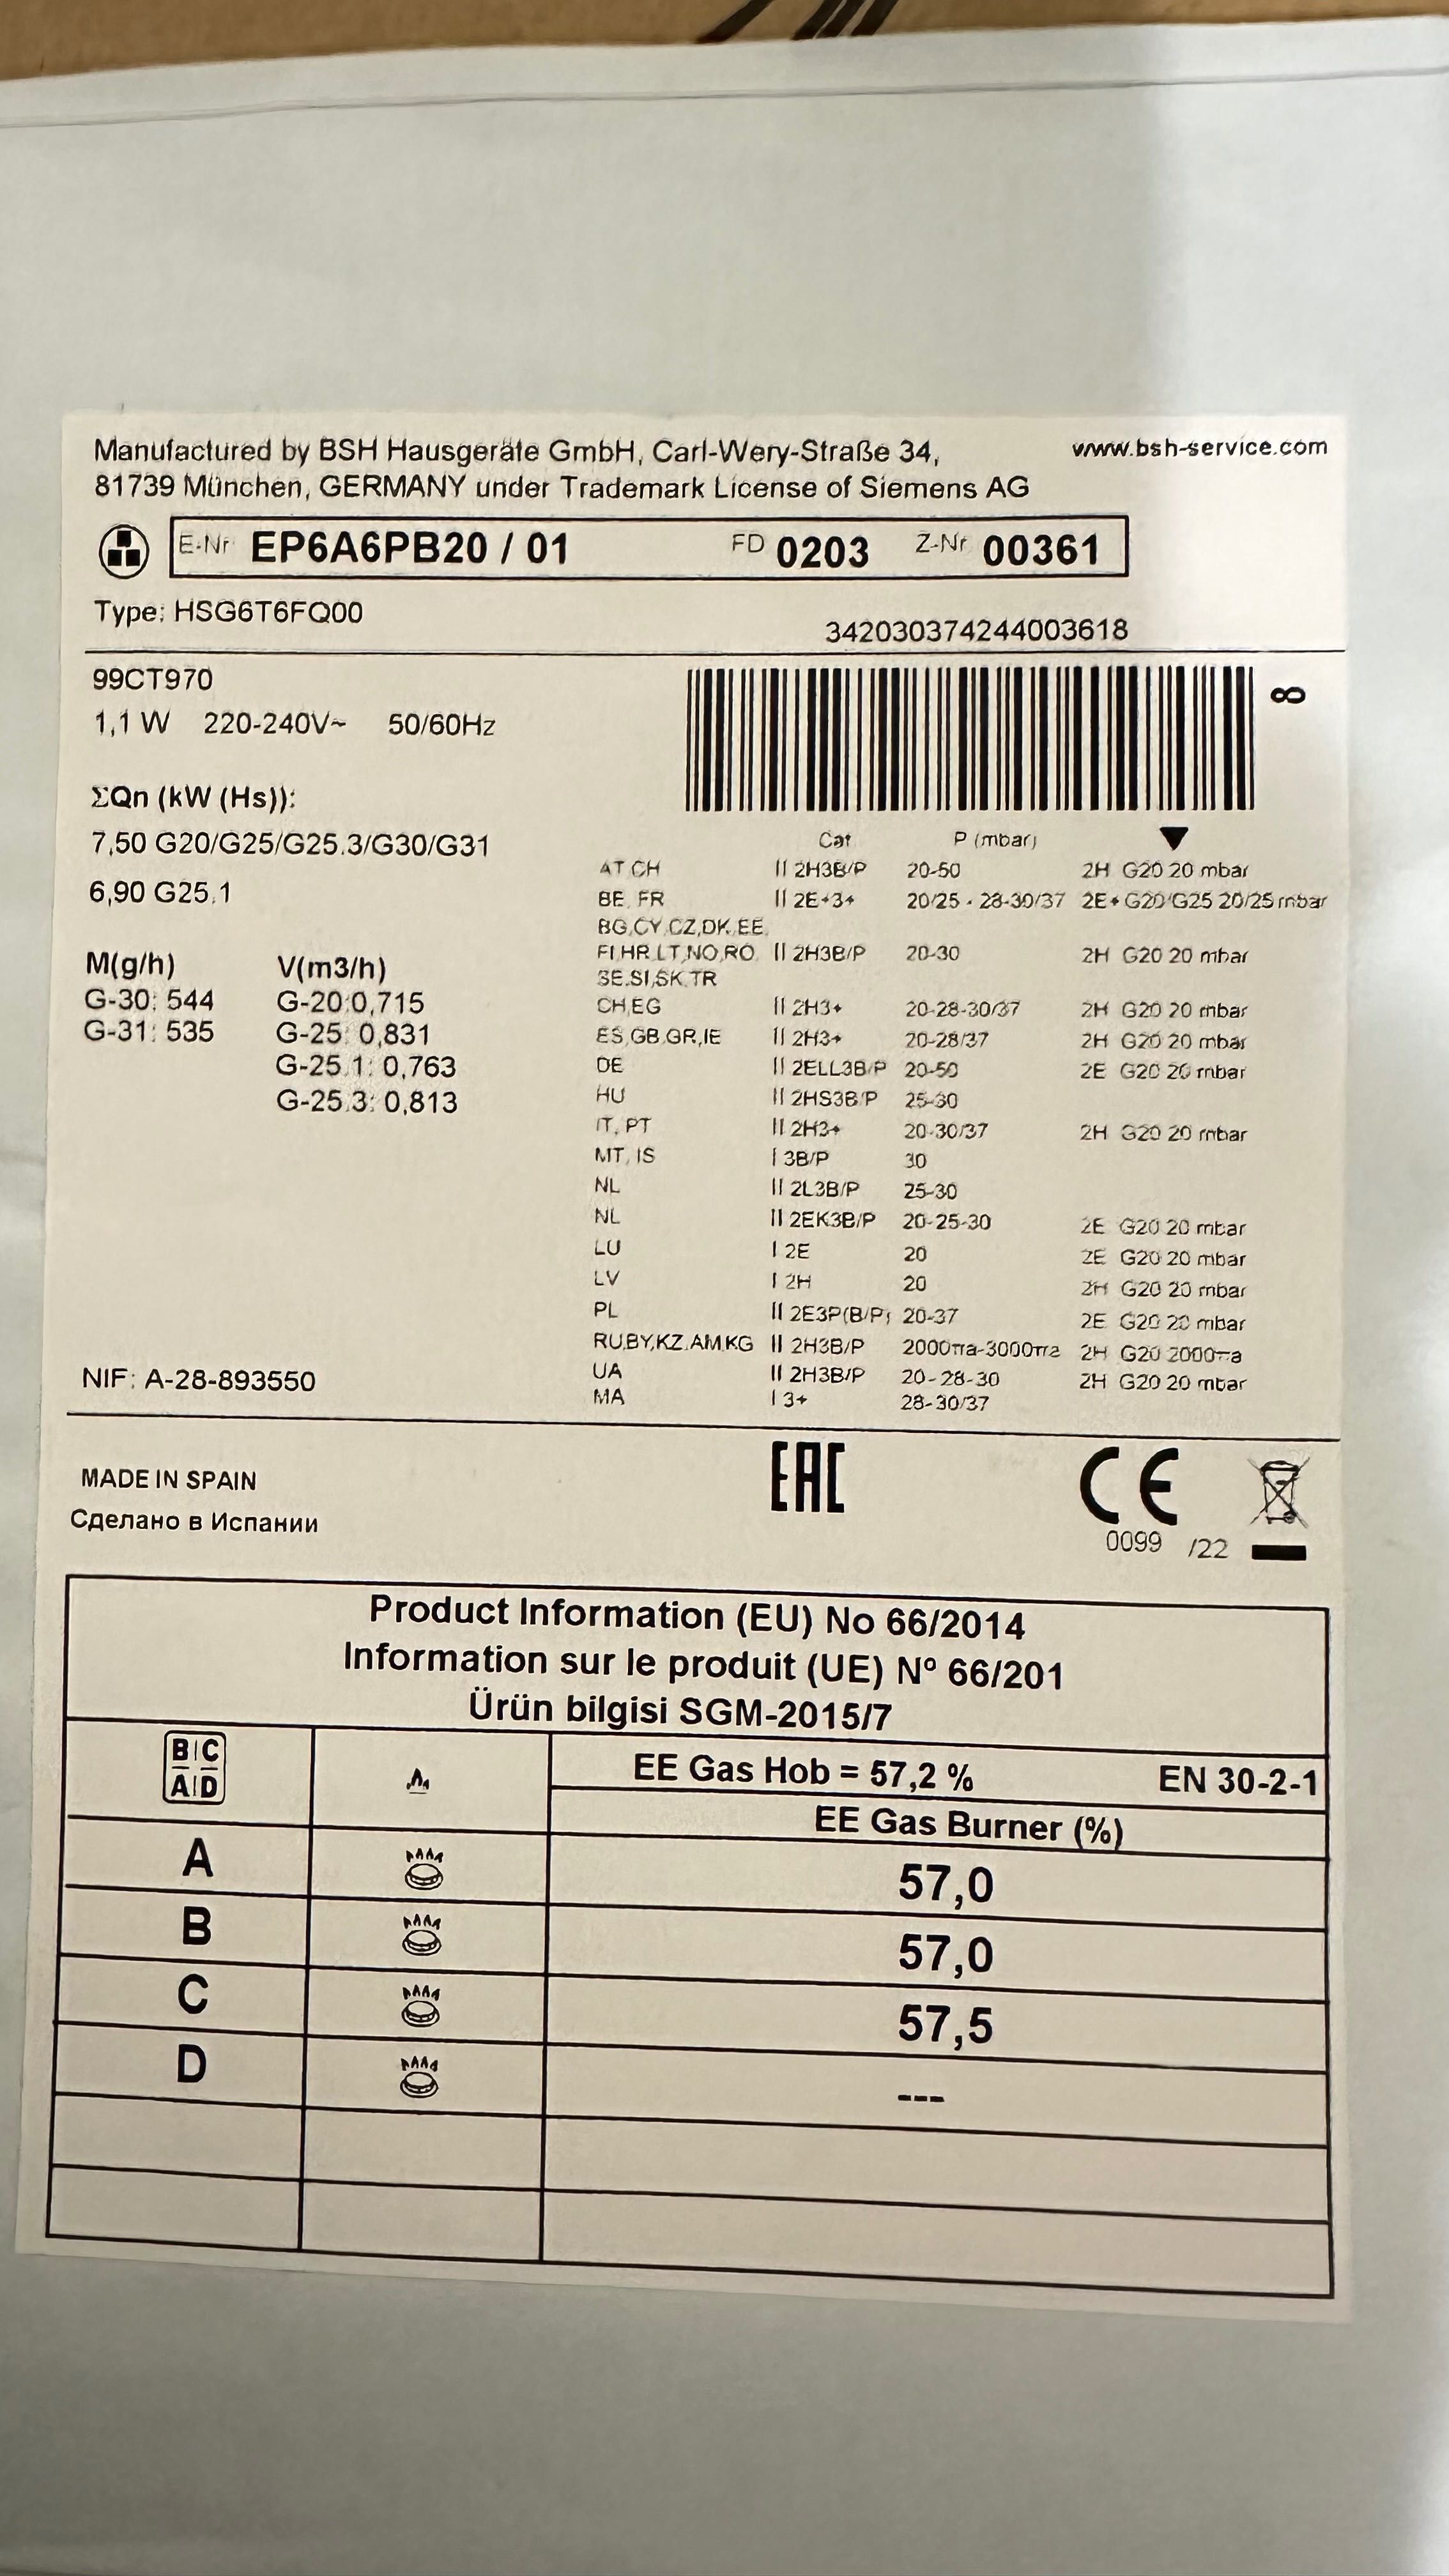 Manufactured by BSH Hausgeräte GmbH, Carl-Wery-Straße 34,
81739 München, GERMANY under Trademark License of Siemens AG
www.bsh-service.com
E-Nr EP6A6PB20 / 01 FD 0203 Z-Nr 00361
Type: HSG6T6FQ00
342030374244003618
99CT970
1,1 W 220-240V~ 50/60Hz
8
ΣQn (kW (Hs)):
7,50 G20/G25/G25.3/G30/G31
6,90 G25.1
M(g/h) V(m3/h)
G-30: 544 G-20:0,715
G-31: 535 G-25: 0,831
G-25.1: 0,763
G-25.3: 0,813
Cat P (mbar)
AT CH II 2H3B/P 20-50 2H G20 20 mbar
BE, FR II 2E+3+ 20/25 - 28-30/37 2E+ G20/G25 20/25 mbar
BG,CY,CZ,DK,EE,
FI,HR,LT,NO,RO, II 2H3B/P 20-30 2H G20 20 mbar
SE,SI,SK,TR
CH,EG II 2H3+ 20-28-30/37 2H G20 20 mbar
ES,GB,GR,IE II 2H3+ 20-28/37 2H G20 20 mbar
DE II 2ELL3B/P 20-50 2E G20 20 mbar
HU II 2HS3B/P 25-30
IT, PT II 2H3+ 20-30/37 2H G20 20 mbar
MT, IS I 3B/P 30
NL II 2L3B/P 25-30
NL II 2EK3B/P 20-25-30 2E G20 20 mbar
LU I 2E 20 2E G20 20 mbar
LV I 2H 20 2H G20 20 mbar
PL II 2E3P(B/P) 20-37 2E G20 20 mbar
RU,BY,KZ,AM,KG II 2H3B/P 2000πa-3000πa 2H G20 2000πa
UA II 2H3B/P 20-28-30 2H G20 20 mbar
MA I 3+ 28-30/37
NIF: A-28-893550
MADE IN SPAIN
Сделано в Испании
EAC
CE
0099 /22
Product Information (EU) No 66/2014
Information sur le produit (UE) Nº 66/201
Ürün bilgisi SGM-2015/7
B C
A D
EE Gas Hob = 57,2 % EN 30-2-1
EE Gas Burner (%)
A 57,0
B 57,0
C 57,5
D ---